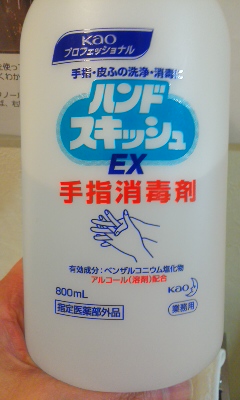 Kao
プロフェッショナル
手指・皮ふの洗浄・消毒に
ハンド
スキッシュ
EX
手指消毒剤
有効成分：ベンザルコニウム塩化物
アルコール(溶剤)配合
800mL
指定医薬部外品
Kao
業務用